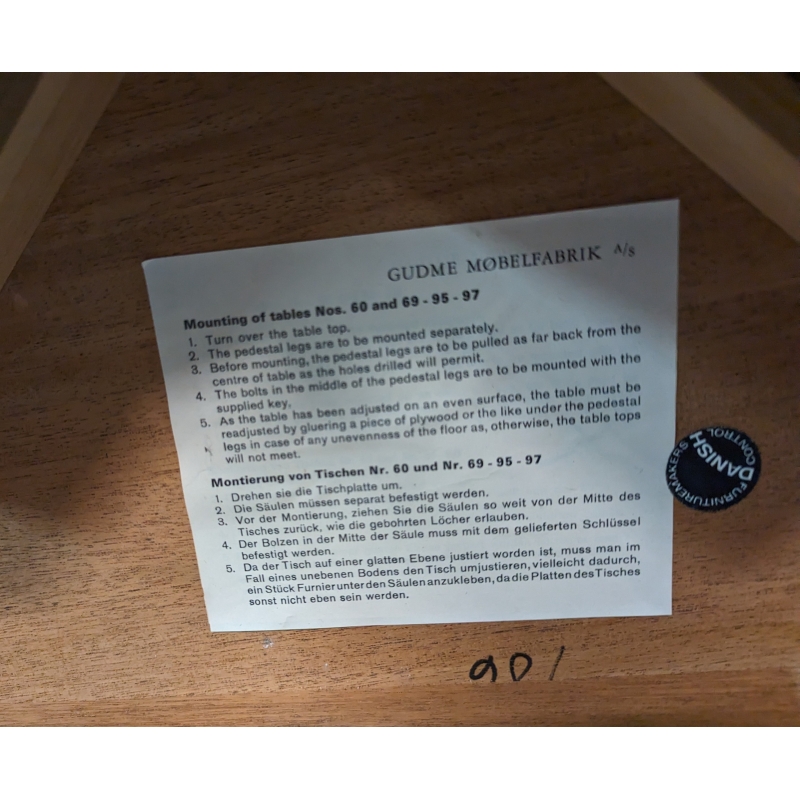 GUDME MØBELFABRIK A/s
Mounting of tables Nos. 60 and 69 - 95 - 97
1. Turn over the table top.
2. The pedestal legs are to be mounted separately.
3. Before mounting, the pedestal legs are to be pulled as far back from the
centre of table as the holes drilled will permit.
4. The bolts in the middle of the pedestal legs are to be mounted with the
supplied key.
5. As the table has been adjusted on an even surface, the table must be
readjusted by gluering a piece of plywood or the like under the pedestal
legs in case of any unevenness of the floor as, otherwise, the table tops
will not meet.
Montierung von Tischen Nr. 60 und Nr. 69 - 95 - 97
1. Drehen sie die Tischplatte um.
2. Die Säulen müssen separat befestigt werden.
3. Vor der Montierung, ziehen Sie die Säulen so weit von der Mitte des
Tisches zurück, wie die gebohrten Löcher erlauben.
4. Der Bolzen in der Mitte der Säule muss mit dem gelieferten Schlüssel
befestigt werden.
5. Da der Tisch auf einer glatten Ebene justiert worden ist, muss man im
Fall eines unebenen Bodens den Tisch umjustieren, vielleicht dadurch,
ein Stück Furnier unter den Säulen anzukleben, da die Platten des Tisches
sonst nicht eben sein werden.
DANISH
FURNITUREMAKERS
CONTROL
901